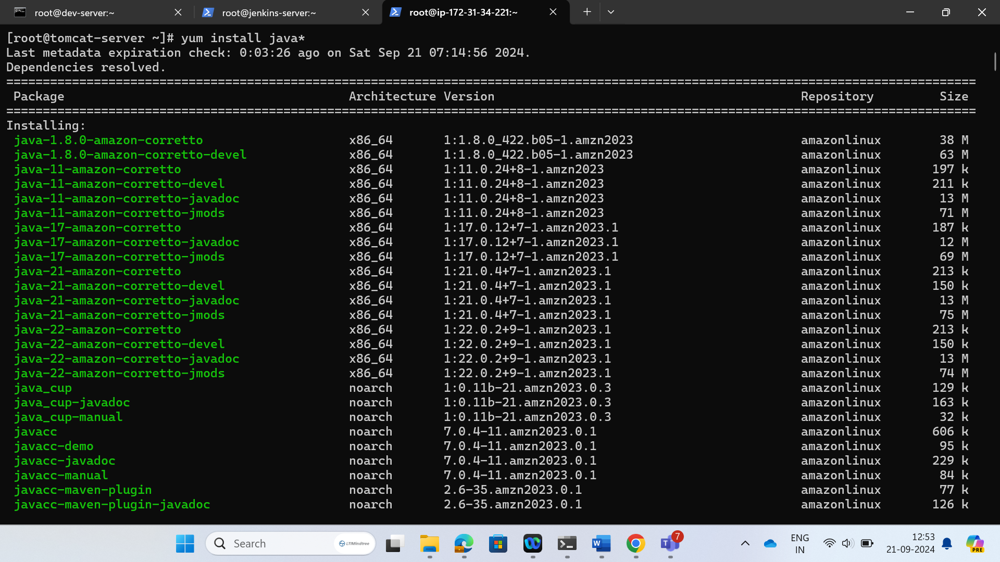 root@dev-server:~ root@jenkins-server:~ root@ip-172-31-34-221:~
[root@tomcat-server ~]# yum install java*
Last metadata expiration check: 0:03:26 ago on Sat Sep 21 07:14:56 2024.
Dependencies resolved.
=====================================================================================================================================
Package Architecture Version Repository Size
=====================================================================================================================================
Installing:
java-1.8.0-amazon-corretto x86_64 1:1.8.0_422.b05-1.amzn2023 amazonlinux 38 M
java-1.8.0-amazon-corretto-devel x86_64 1:1.8.0_422.b05-1.amzn2023 amazonlinux 63 M
java-11-amazon-corretto x86_64 1:11.0.24+8-1.amzn2023 amazonlinux 197 k
java-11-amazon-corretto-devel x86_64 1:11.0.24+8-1.amzn2023 amazonlinux 211 k
java-11-amazon-corretto-javadoc x86_64 1:11.0.24+8-1.amzn2023 amazonlinux 13 M
java-11-amazon-corretto-jmods x86_64 1:11.0.24+8-1.amzn2023 amazonlinux 71 M
java-17-amazon-corretto x86_64 1:17.0.12+7-1.amzn2023.1 amazonlinux 187 k
java-17-amazon-corretto-javadoc x86_64 1:17.0.12+7-1.amzn2023.1 amazonlinux 12 M
java-17-amazon-corretto-jmods x86_64 1:17.0.12+7-1.amzn2023.1 amazonlinux 69 M
java-21-amazon-corretto x86_64 1:21.0.4+7-1.amzn2023.1 amazonlinux 213 k
java-21-amazon-corretto-devel x86_64 1:21.0.4+7-1.amzn2023.1 amazonlinux 150 k
java-21-amazon-corretto-javadoc x86_64 1:21.0.4+7-1.amzn2023.1 amazonlinux 13 M
java-21-amazon-corretto-jmods x86_64 1:21.0.4+7-1.amzn2023.1 amazonlinux 75 M
java-22-amazon-corretto x86_64 1:22.0.2+9-1.amzn2023.1 amazonlinux 213 k
java-22-amazon-corretto-devel x86_64 1:22.0.2+9-1.amzn2023.1 amazonlinux 150 k
java-22-amazon-corretto-javadoc x86_64 1:22.0.2+9-1.amzn2023.1 amazonlinux 13 M
java-22-amazon-corretto-jmods x86_64 1:22.0.2+9-1.amzn2023.1 amazonlinux 74 M
java_cup noarch 1:0.11b-21.amzn2023.0.3 amazonlinux 129 k
java_cup-javadoc noarch 1:0.11b-21.amzn2023.0.3 amazonlinux 163 k
java_cup-manual noarch 1:0.11b-21.amzn2023.0.3 amazonlinux 32 k
javacc noarch 7.0.4-11.amzn2023.0.1 amazonlinux 606 k
javacc-demo noarch 7.0.4-11.amzn2023.0.1 amazonlinux 95 k
javacc-javadoc noarch 7.0.4-11.amzn2023.0.1 amazonlinux 229 k
javacc-manual noarch 7.0.4-11.amzn2023.0.1 amazonlinux 84 k
javacc-maven-plugin noarch 2.6-35.amzn2023.0.1 amazonlinux 77 k
javacc-maven-plugin-javadoc noarch 2.6-35.amzn2023.0.1 amazonlinux 126 k
Search LTIMindtree W T 7 ENG 12:53
IN 21-09-2024 PRE